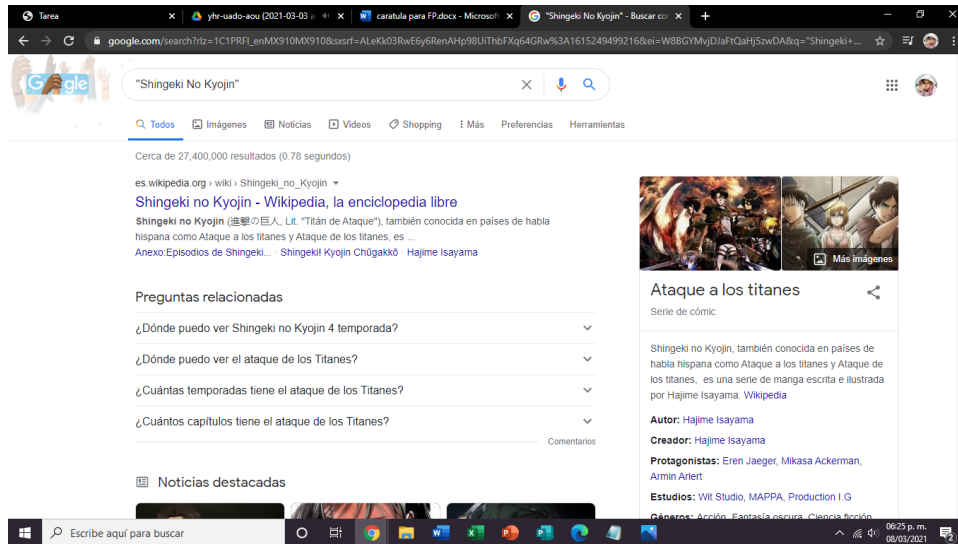 Tarea
yhr-uado-aou (2021-03-03 a
caratula para FP.docx - Microsoft
"Shingeki No Kyojin" - Buscar con
google.com/search?rlz=1C1PRFI_enMX910MX910&sxsrf=ALeKk03RwE6y6RenAHp98UiThbFXq64GRw%3A1615249499216&ei=W8BGYMvjDJaFtQaHj5zwDA&q="Shingeki+...
Google
"Shingeki No Kyojin"
Todos Imágenes Noticias Videos Shopping Más Preferencias Herramientas
Cerca de 27,400,000 resultados (0.78 segundos)
es.wikipedia.org › wiki › Shingeki_no_Kyojin
Shingeki no Kyojin - Wikipedia, la enciclopedia libre
Shingeki no Kyojin (進撃の巨人, Lit. "Titán de Ataque"), también conocida en países de habla
hispana como Ataque a los titanes y Ataque de los titanes, es ...
Anexo:Episodios de Shingeki... · Shingeki! Kyojin Chūgakkō · Hajime Isayama
Preguntas relacionadas
¿Dónde puedo ver Shingeki no Kyojin 4 temporada?
¿Dónde puedo ver el ataque de los Titanes?
¿Cuántas temporadas tiene el ataque de los Titanes?
¿Cuántos capítulos tiene el ataque de los Titanes?
Comentarios
Noticias destacadas
Más imágenes
Ataque a los titanes
Serie de cómic
Shingeki no Kyojin, también conocida en países de
habla hispana como Ataque a los titanes y Ataque de
los titanes, es una serie de manga escrita e ilustrada
por Hajime Isayama. Wikipedia
Autor: Hajime Isayama
Creador: Hajime Isayama
Protagonistas: Eren Jaeger, Mikasa Ackerman,
Armin Arlert
Estudios: Wit Studio, MAPPA, Production I.G
Géneros: Acción, Fantasía oscura, Ciencia ficción
Escribe aquí para buscar
06:25 p. m.
08/03/2021
2